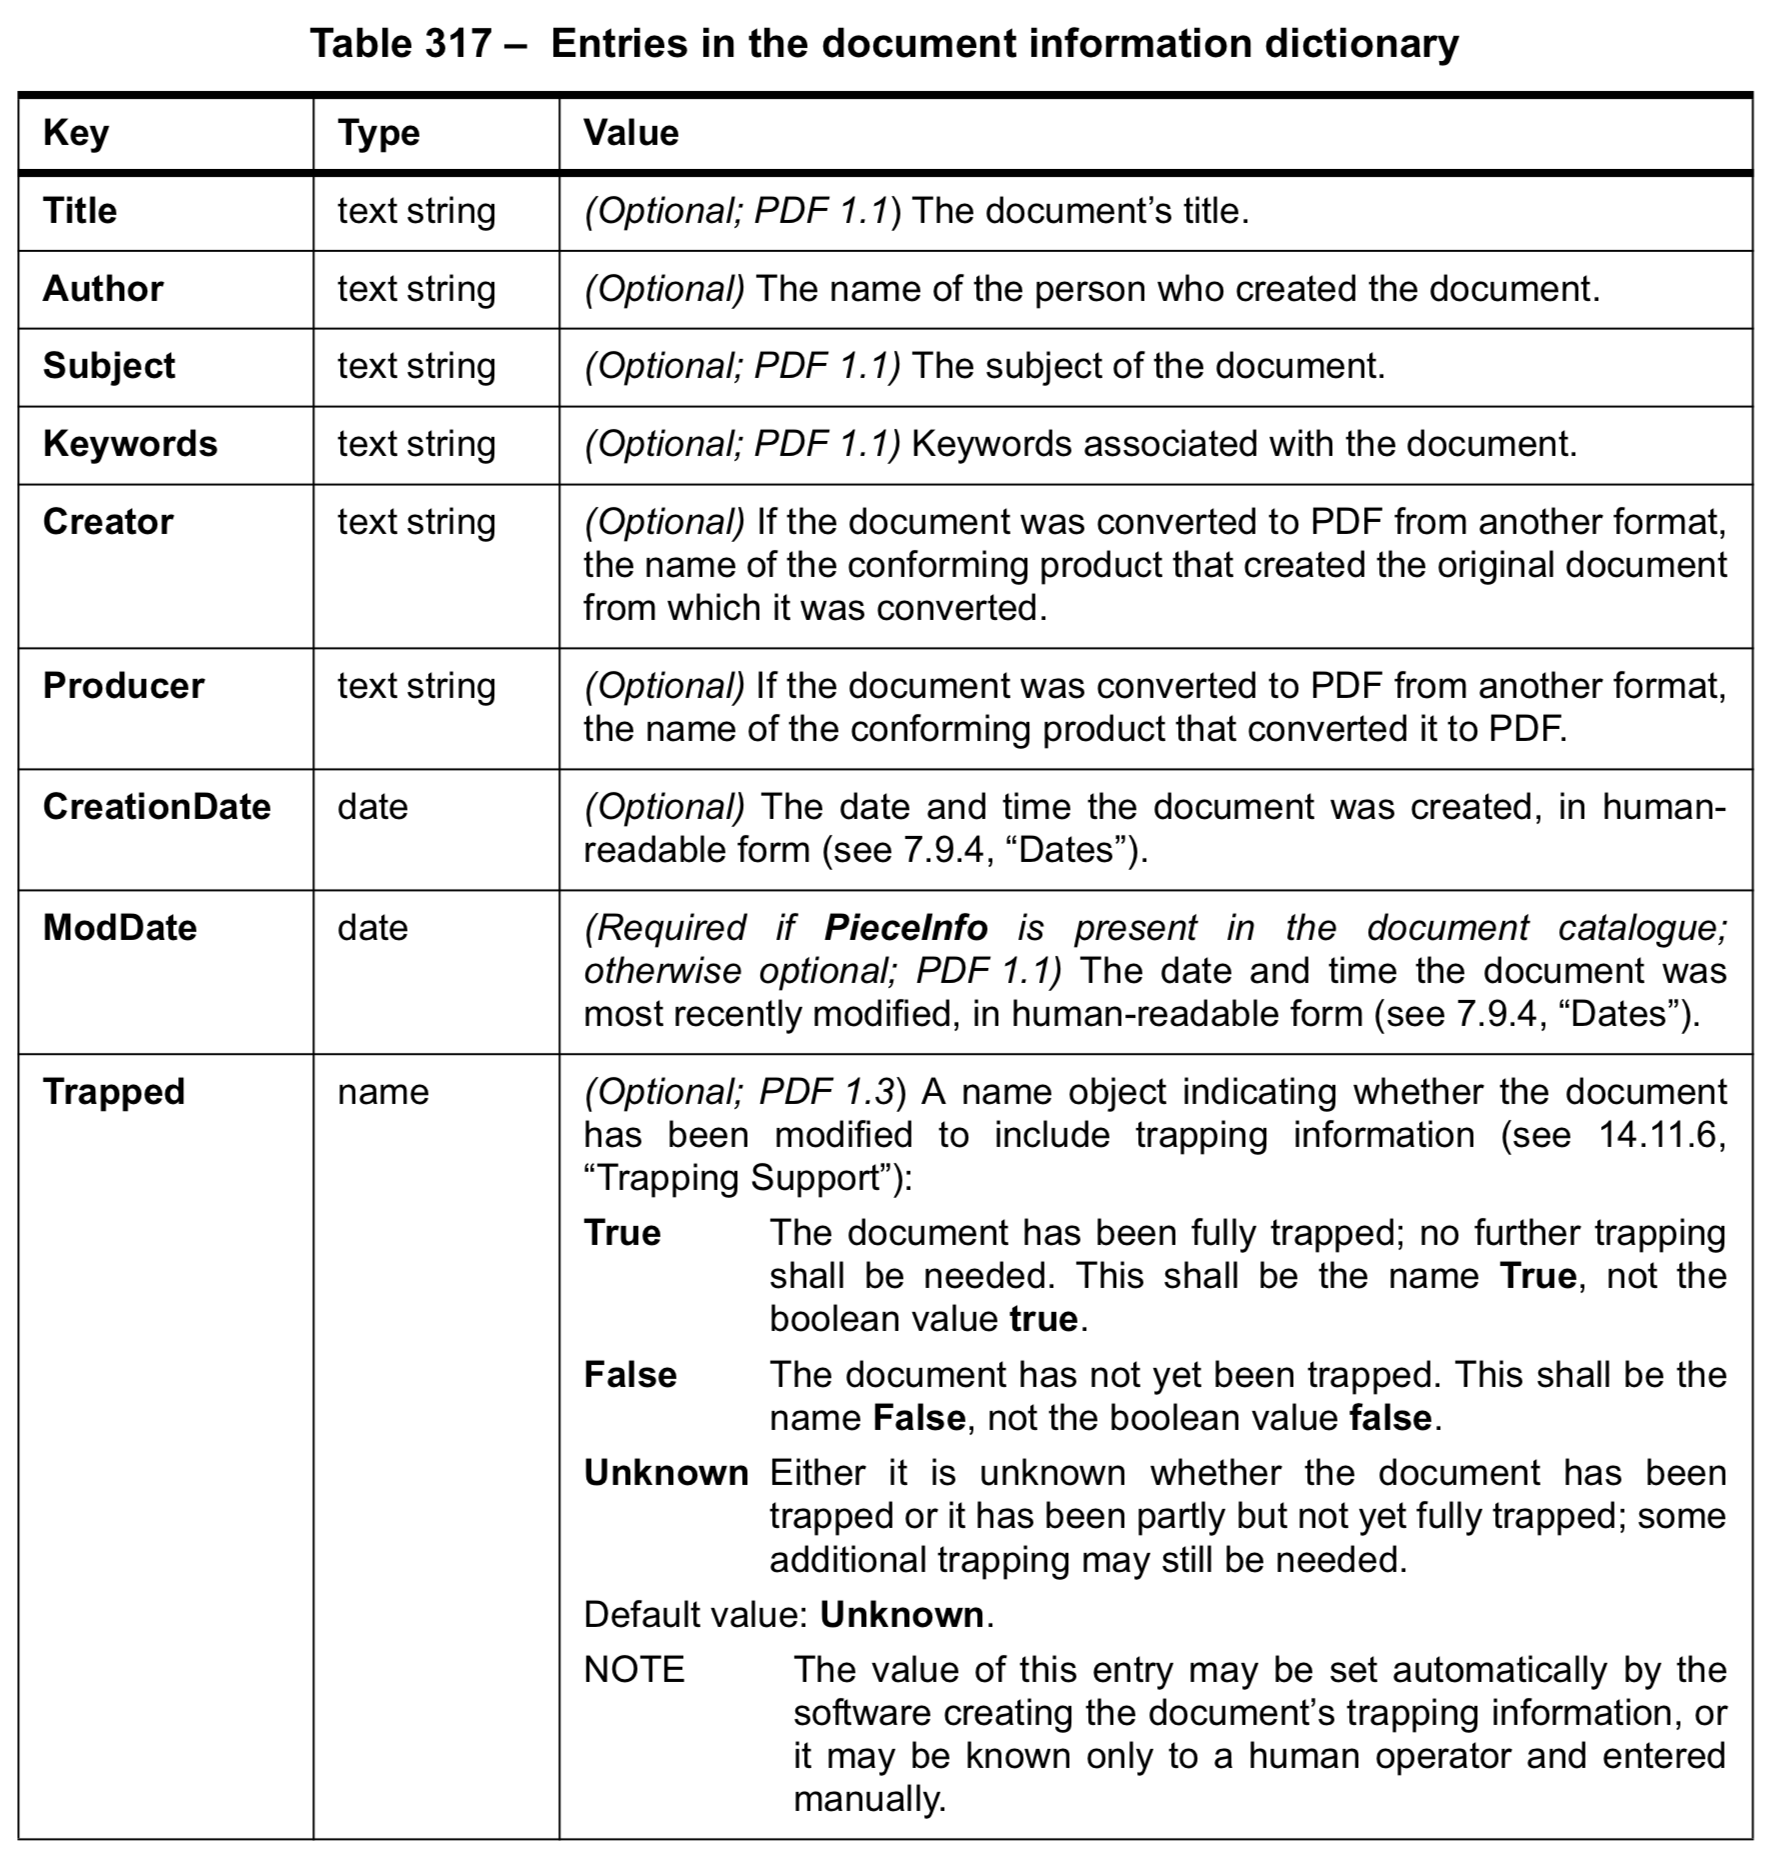 Table 317 – Entries in the document information dictionary
Key Type Value
Title text string (Optional; PDF 1.1) The document’s title.
Author text string (Optional) The name of the person who created the document.
Subject text string (Optional; PDF 1.1) The subject of the document.
Keywords text string (Optional; PDF 1.1) Keywords associated with the document.
Creator text string (Optional) If the document was converted to PDF from another format,
the name of the conforming product that created the original document
from which it was converted.
Producer text string (Optional) If the document was converted to PDF from another format,
the name of the conforming product that converted it to PDF.
CreationDate date (Optional) The date and time the document was created, in human-
readable form (see 7.9.4, “Dates”).
ModDate date (Required if PieceInfo is present in the document catalogue;
otherwise optional; PDF 1.1) The date and time the document was
most recently modified, in human-readable form (see 7.9.4, “Dates”).
Trapped name (Optional; PDF 1.3) A name object indicating whether the document
has been modified to include trapping information (see 14.11.6,
“Trapping Support”):
True The document has been fully trapped; no further trapping
shall be needed. This shall be the name True, not the
boolean value true.
False The document has not yet been trapped. This shall be the
name False, not the boolean value false.
Unknown Either it is unknown whether the document has been
trapped or it has been partly but not yet fully trapped; some
additional trapping may still be needed.
Default value: Unknown.
NOTE The value of this entry may be set automatically by the
software creating the document’s trapping information, or
it may be known only to a human operator and entered
manually.